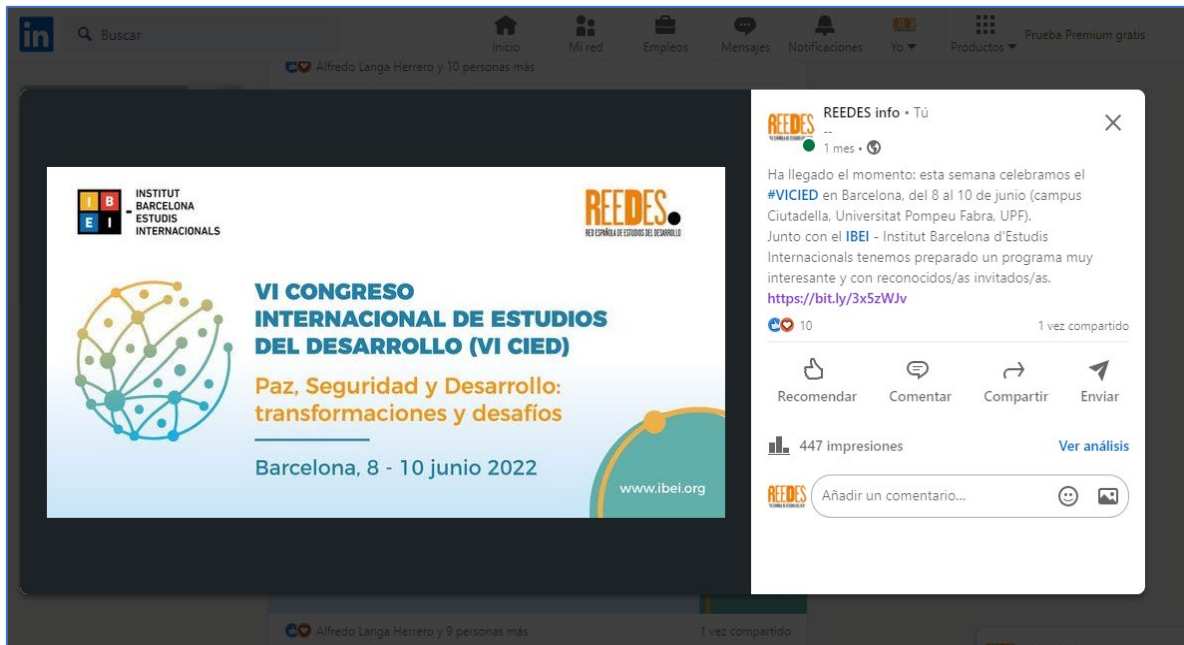 in
Buscar
Inicio
Mi red
Empleos
Mensajes
Notificaciones
Yo
Productos
Prueba Premium gratis
Alfredo Langa Herrero y 10 personas más
I B
E I
INSTITUT
BARCELONA
ESTUDIS
INTERNACIONALS
REEDES.
RED ESPAÑOLA DE ESTUDIOS DEL DESARROLLO
VI CONGRESO
INTERNACIONAL DE ESTUDIOS
DEL DESARROLLO (VI CIED)
Paz, Seguridad y Desarrollo:
transformaciones y desafíos
Barcelona, 8 - 10 junio 2022
www.ibei.org
REEDES
REEDES info • Tú
--
1 mes •
Ha llegado el momento: esta semana celebramos el
#VICIED en Barcelona, del 8 al 10 de junio (campus
Ciutadella, Universitat Pompeu Fabra, UPF).
Junto con el IBEI - Institut Barcelona d'Estudis
Internacionals tenemos preparado un programa muy
interesante y con reconocidos/as invitados/as.
https://bit.ly/3x5zWJv
10
1 vez compartido
Recomendar
Comentar
Compartir
Enviar
447 impresiones
Ver análisis
REEDES
Añadir un comentario...
Alfredo Langa Herrero y 9 personas más
1 vez compartido